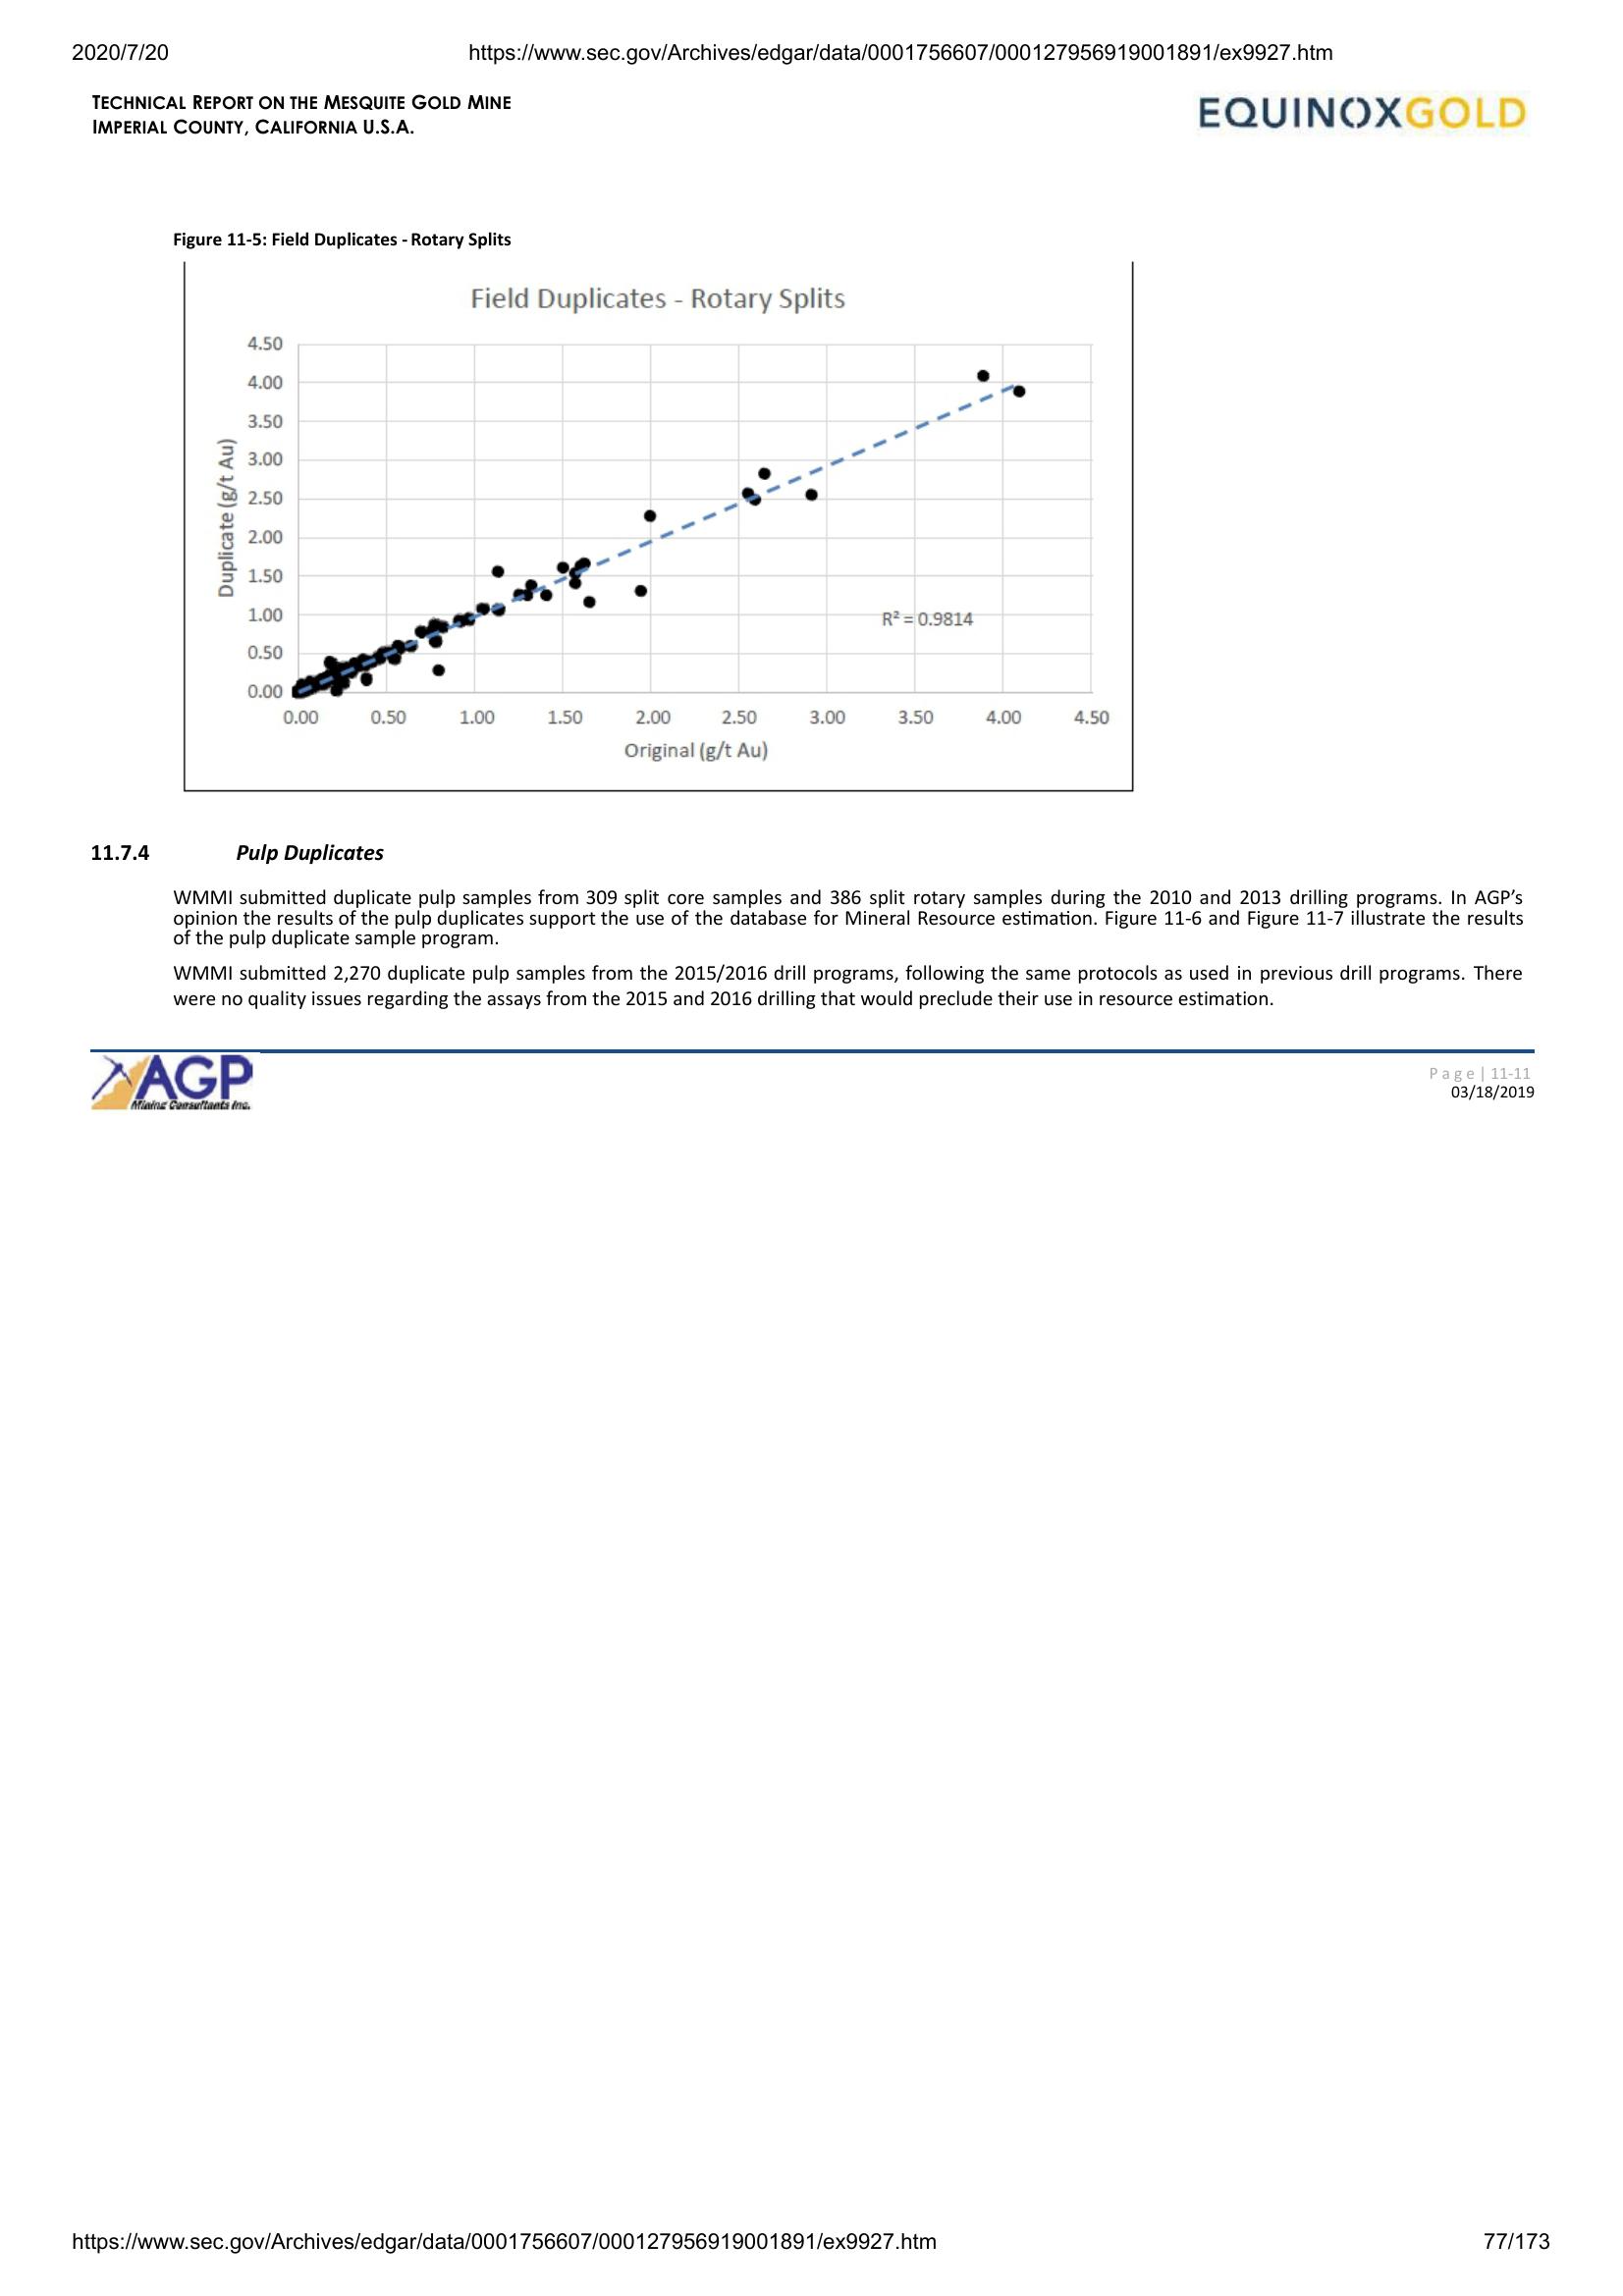 2020/7/20 https://www.sec.gov/Archives/edgar/data/0001756607/000127956919001891/ex9927.htm
TECHNICAL REPORT ON THE MESQUITE GOLD MINE
IMPERIAL COUNTY, CALIFORNIA U.S.A.
EQUINOXGOLD
Figure 11-5: Field Duplicates - Rotary Splits
Field Duplicates - Rotary Splits
4.50
4.00
3.50
3.00
2.50
2.00
1.50
1.00
0.50
0.00
Duplicate (g/t Au)
R² = 0.9814
0.00 0.50 1.00 1.50 2.00 2.50 3.00 3.50 4.00 4.50
Original (g/t Au)
11.7.4 Pulp Duplicates
WMMI submitted duplicate pulp samples from 309 split core samples and 386 split rotary samples during the 2010 and 2013 drilling programs. In AGP’s
opinion the results of the pulp duplicates support the use of the database for Mineral Resource estimation. Figure 11-6 and Figure 11-7 illustrate the results
of the pulp duplicate sample program.
WMMI submitted 2,270 duplicate pulp samples from the 2015/2016 drill programs, following the same protocols as used in previous drill programs. There
were no quality issues regarding the assays from the 2015 and 2016 drilling that would preclude their use in resource estimation.
AGP
Mining Consultants Inc.
Page| 11-11
03/18/2019
https://www.sec.gov/Archives/edgar/data/0001756607/000127956919001891/ex9927.htm 77/173